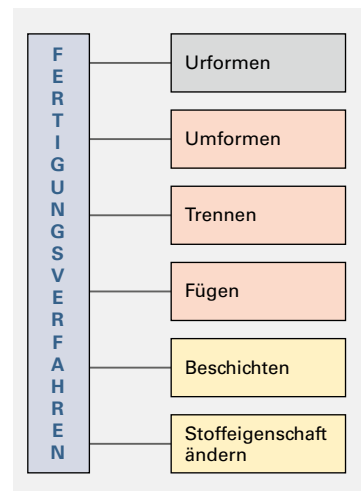 FERTIGUNGSVERFAHREN
Urformen
Umformen
Trennen
Fügen
Beschichten
Stoffeigenschaft
ändern